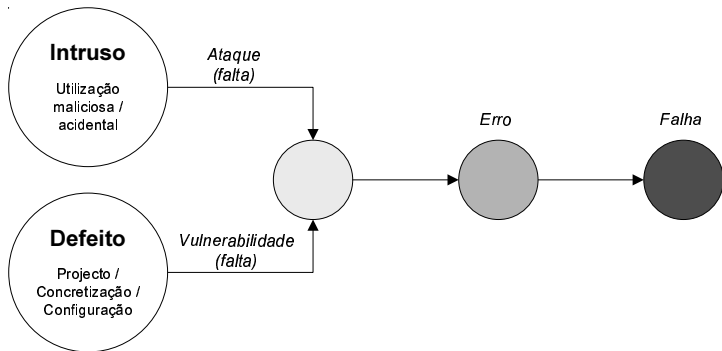 Intruso
Utilização
maliciosa /
acidental
Ataque
(falta)
Erro
Falha
Defeito
Projecto /
Concretização /
Configuração
Vulnerabilidade
(falta)